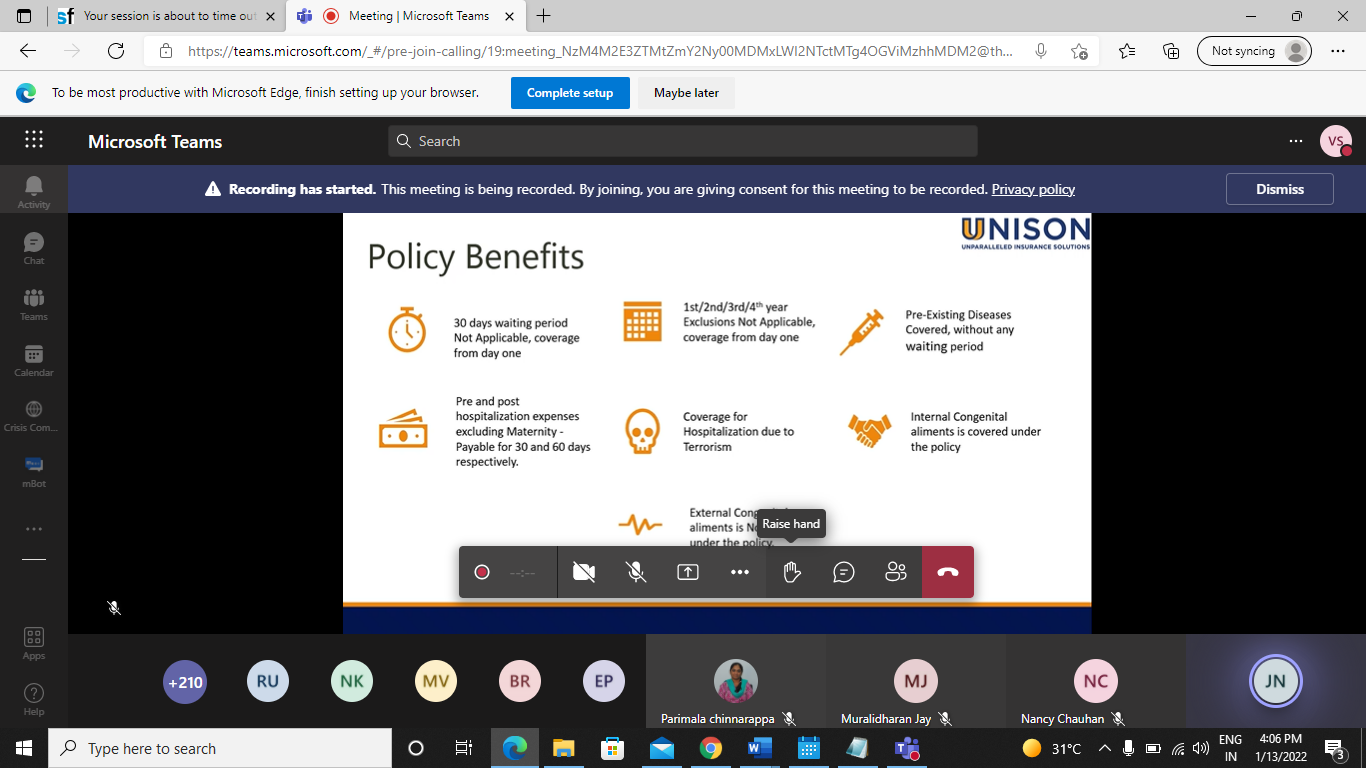 Your session is about to time out
Meeting | Microsoft Teams
https://teams.microsoft.com/_#/pre-join-calling/19:meeting_NzM4M2E3ZTMtZmY2Ny00MDMxLWI2NTctMTg4OGViMzhhMDM2@th...
Not syncing
To be most productive with Microsoft Edge, finish setting up your browser.
Complete setup
Maybe later
Microsoft Teams
Search
VS
Recording has started. This meeting is being recorded. By joining, you are giving consent for this meeting to be recorded. Privacy policy
Dismiss
Activity
Chat
Teams
Calendar
Crisis Com...
mBot
Apps
Help
UNISON
UNPARALLELED INSURANCE SOLUTIONS
Policy Benefits
30 days waiting period
Not Applicable, coverage
from day one
1st/2nd/3rd/4th year
Exclusions Not Applicable,
coverage from day one
Pre-Existing Diseases
Covered, without any
waiting period
Pre and post
hospitalization expenses
excluding Maternity -
Payable for 30 and 60 days
respectively.
Coverage for
Hospitalization due to
Terrorism
Internal Congenital
aliments is covered under
the policy
External
aliments is
under the policy.
Raise hand
--:--
+210
RU
NK
MV
BR
EP
Parimala chinnarappa
MJ
Muralidharan Jay
NC
Nancy Chauhan
JN
Type here to search
31°C
ENG
IN
4:06 PM
1/13/2022
3